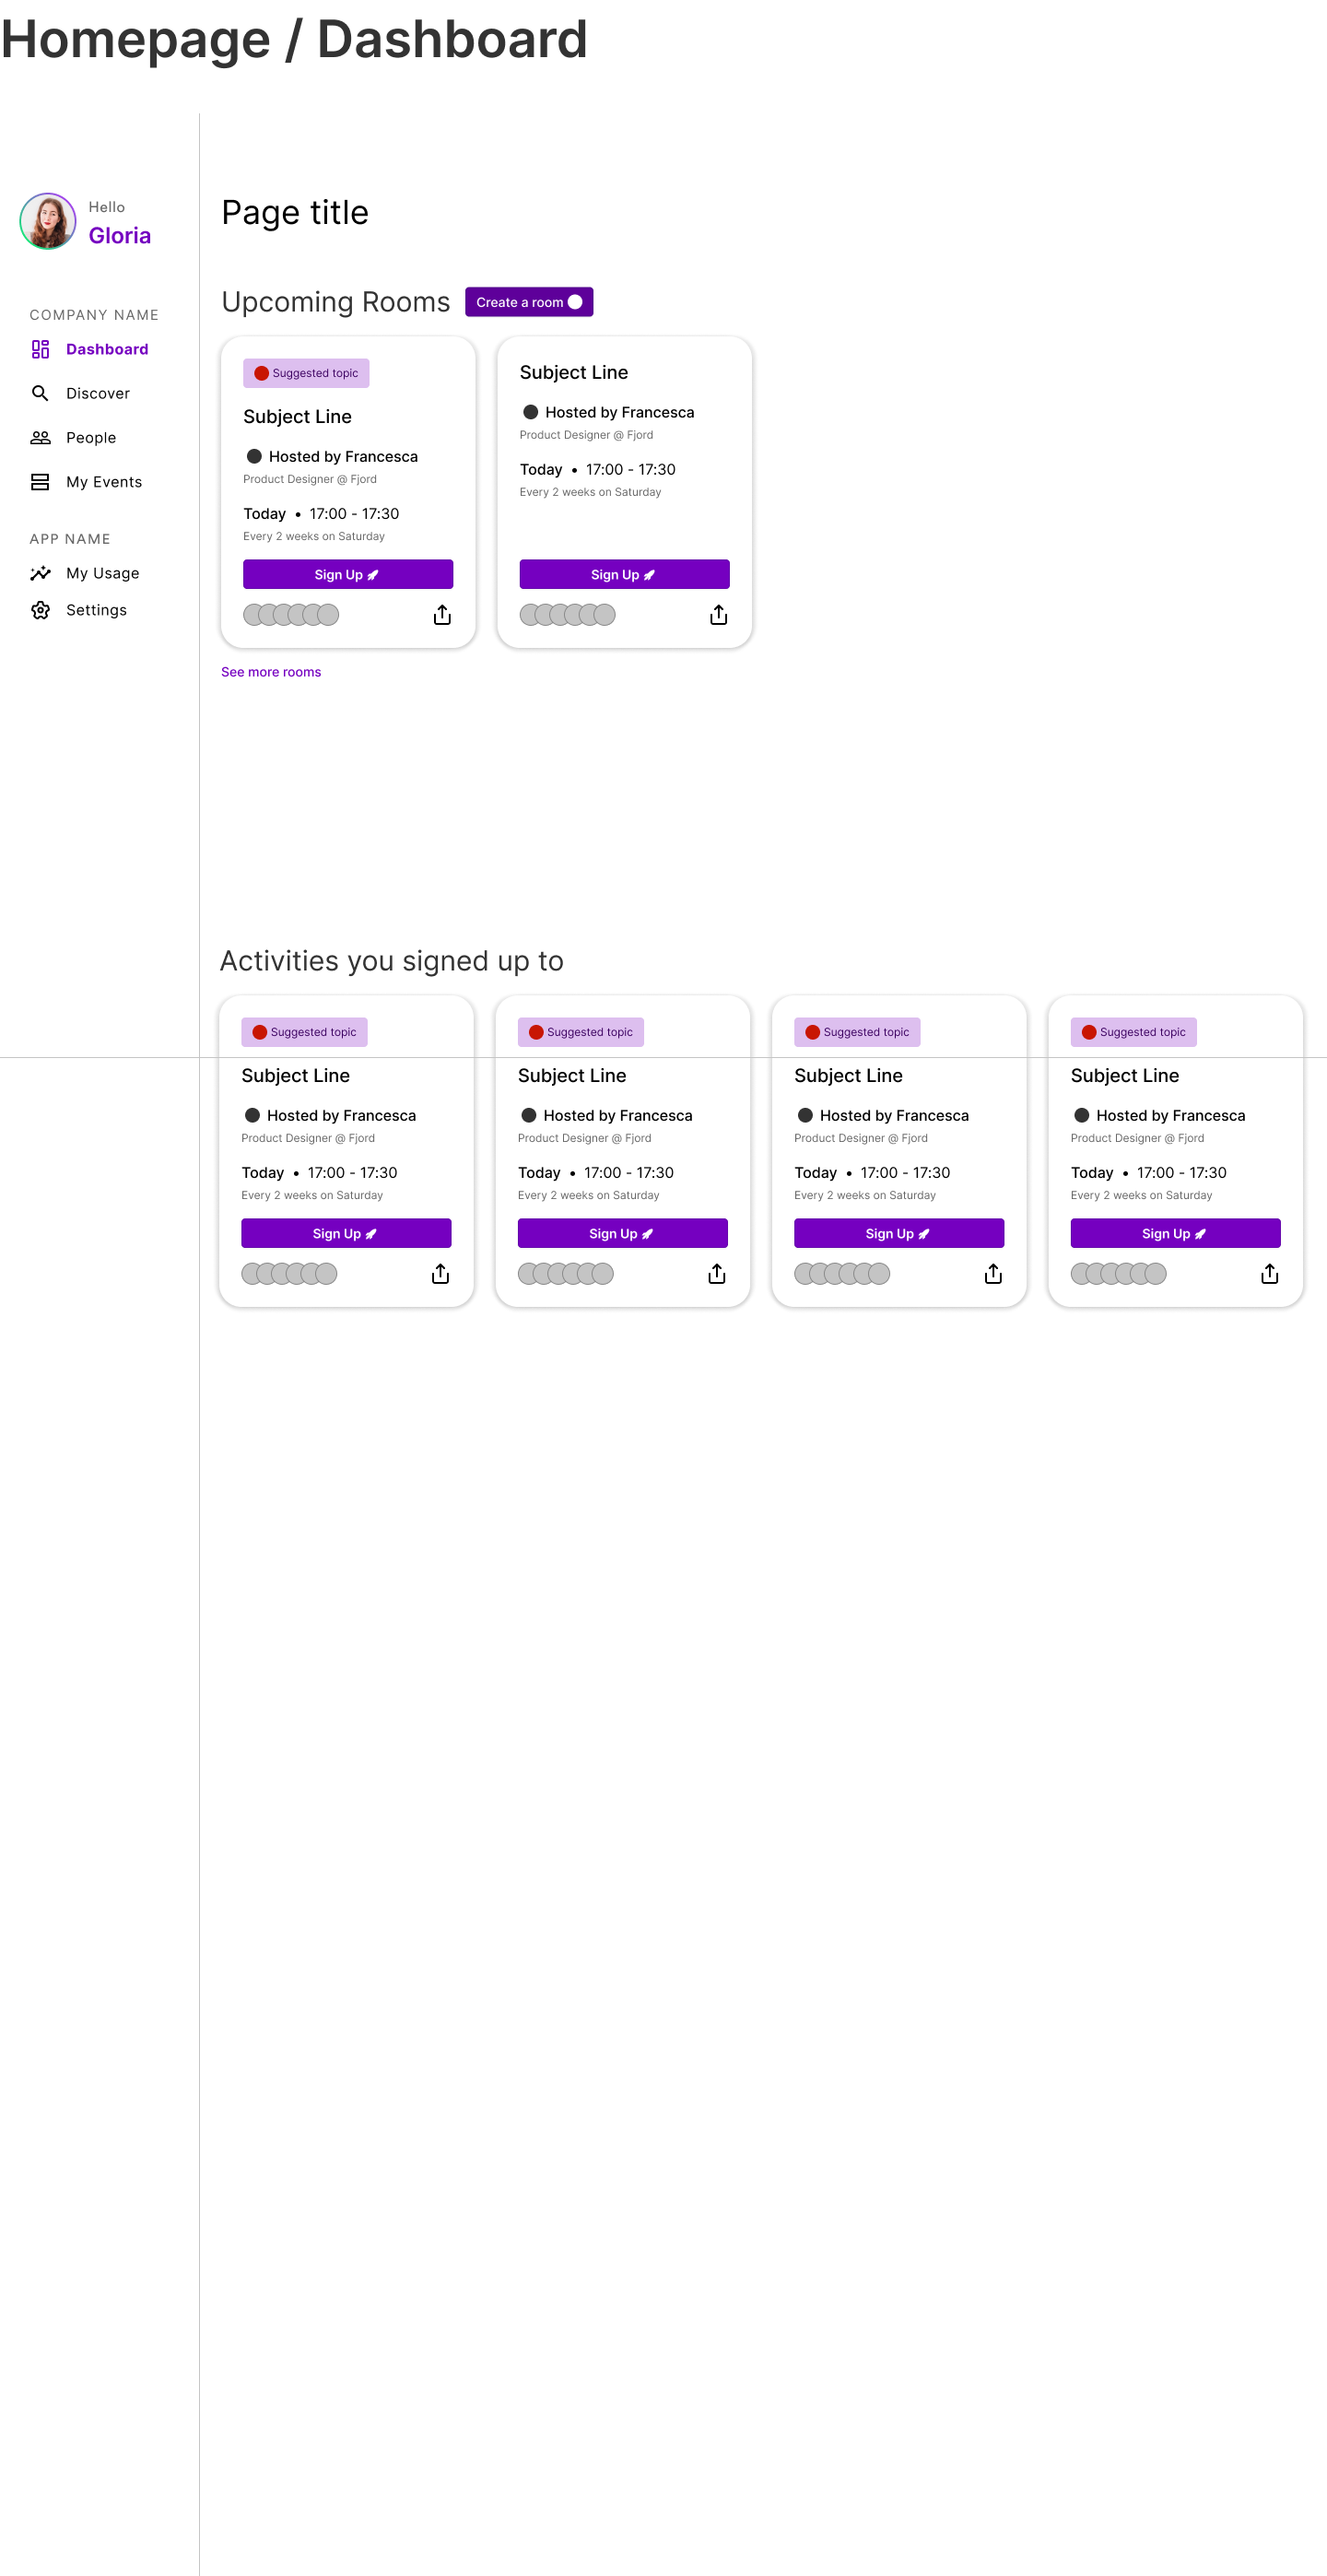 Homepage / Dashboard
Hello
Gloria
COMPANY NAME
Dashboard
Discover
People
My Events
APP NAME
My Usage
Settings
Page title
Upcoming Rooms
Create a room
Suggested topic
Subject Line
Hosted by Francesca
Product Designer @ Fjord
Today • 17:00 - 17:30
Every 2 weeks on Saturday
Sign Up
Subject Line
Hosted by Francesca
Product Designer @ Fjord
Today • 17:00 - 17:30
Every 2 weeks on Saturday
Sign Up
See more rooms
Activities you signed up to
Suggested topic
Subject Line
Hosted by Francesca
Product Designer @ Fjord
Today • 17:00 - 17:30
Every 2 weeks on Saturday
Sign Up
Suggested topic
Subject Line
Hosted by Francesca
Product Designer @ Fjord
Today • 17:00 - 17:30
Every 2 weeks on Saturday
Sign Up
Suggested topic
Subject Line
Hosted by Francesca
Product Designer @ Fjord
Today • 17:00 - 17:30
Every 2 weeks on Saturday
Sign Up
Suggested topic
Subject Line
Hosted by Francesca
Product Designer @ Fjord
Today • 17:00 - 17:30
Every 2 weeks on Saturday
Sign Up